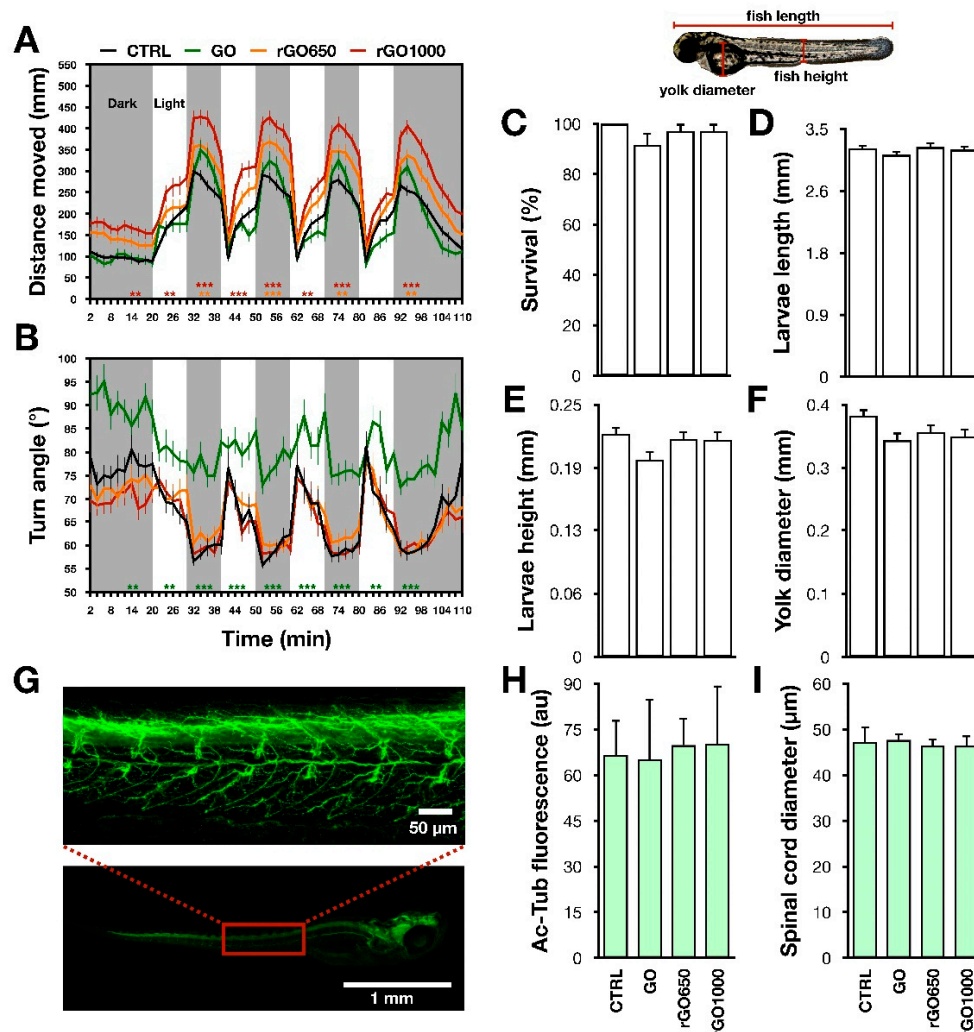 A
CTRL GO rGO650 rGO1000
550
500
450
400
350
300
250
200
150
100
50
0
Distance moved (mm)
Dark Light
** ** *** *** *** ** *** ***
** *** ** **
2 8 14 20 26 32 38 44 50 56 62 68 74 80 86 92 98 104 110
B
100
95
90
85
80
75
70
65
60
55
50
Turn angle (°)
** ** *** *** *** *** *** ** ***
2 8 14 20 26 32 38 44 50 56 62 68 74 80 86 92 98 104 110
Time (min)
fish length
fish height
yolk diameter
C
100
80
60
40
20
0
Survival (%)
D
3.5
2.6
1.8
0.9
0
Larvae length (mm)
E
0.25
0.19
0.13
0.06
0
Larvae height (mm)
F
0.4
0.3
0.2
0.1
0
Yolk diameter (mm)
G
50 µm
1 mm
H
90
75
60
45
30
15
0
Ac-Tub fluorescence (au)
CTRL
GO
rGO650
rGO1000
I
60
50
40
30
20
10
0
Spinal cord diameter (µm)
CTRL
GO
rGO650
GO1000